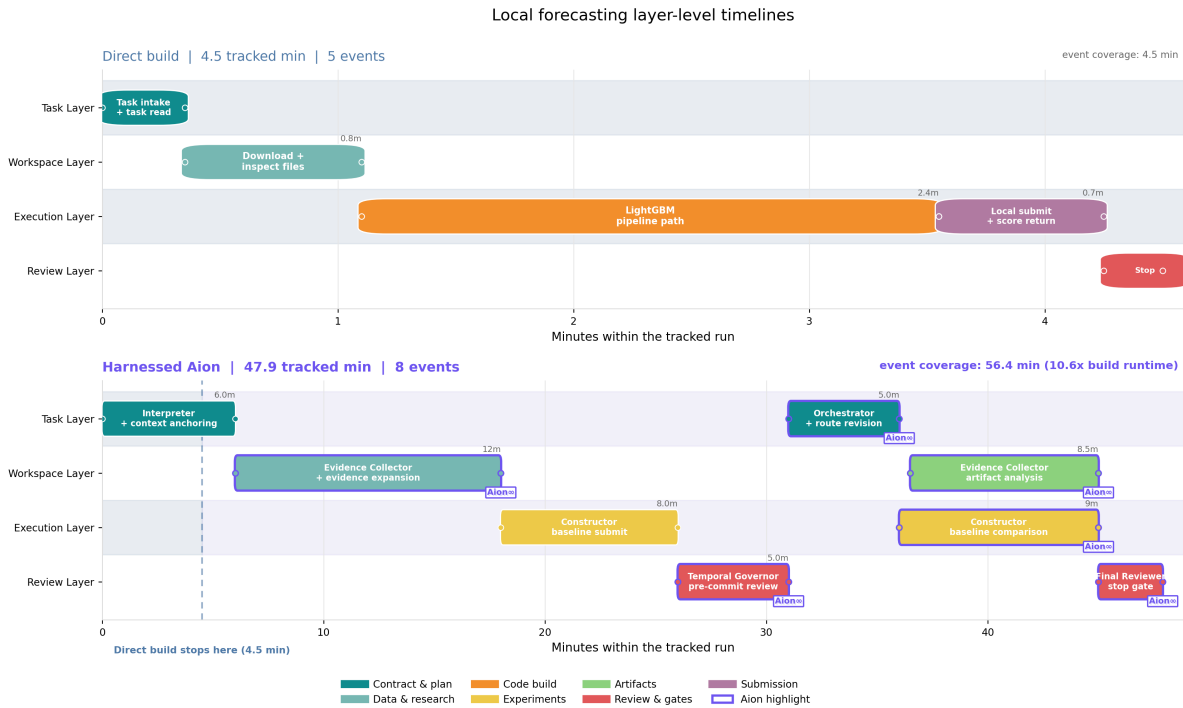 Local forecasting layer-level timelines
Direct build | 4.5 tracked min | 5 events
event coverage: 4.5 min
Task Layer
Task intake
+ task read
0.8m
Workspace Layer
Download +
inspect files
2.4m
0.7m
Execution Layer
LightGBM
pipeline path
Local submit
+ score return
Review Layer
Stop
0 1 2 3 4
Minutes within the tracked run
Harnessed Aion | 47.9 tracked min | 8 events
event coverage: 56.4 min (10.6x build runtime)
6.0m
5.0m
Task Layer
Interpreter
+ context anchoring
Orchestrator
+ route revision
Aion∞
12m
8.5m
Workspace Layer
Evidence Collector
+ evidence expansion
Evidence Collector
artifact analysis
Aion∞
Aion∞
8.0m
9m
Execution Layer
Constructor
baseline submit
Constructor
baseline comparison
Aion∞
5.0m
Review Layer
Temporal Governor
pre-commit review
Final Reviewer
stop gate
Aion∞
Aion∞
0 10 20 30 40
Direct build stops here (4.5 min)
Minutes within the tracked run
Contract & plan
Data & research
Code build
Experiments
Artifacts
Review & gates
Submission
Aion highlight